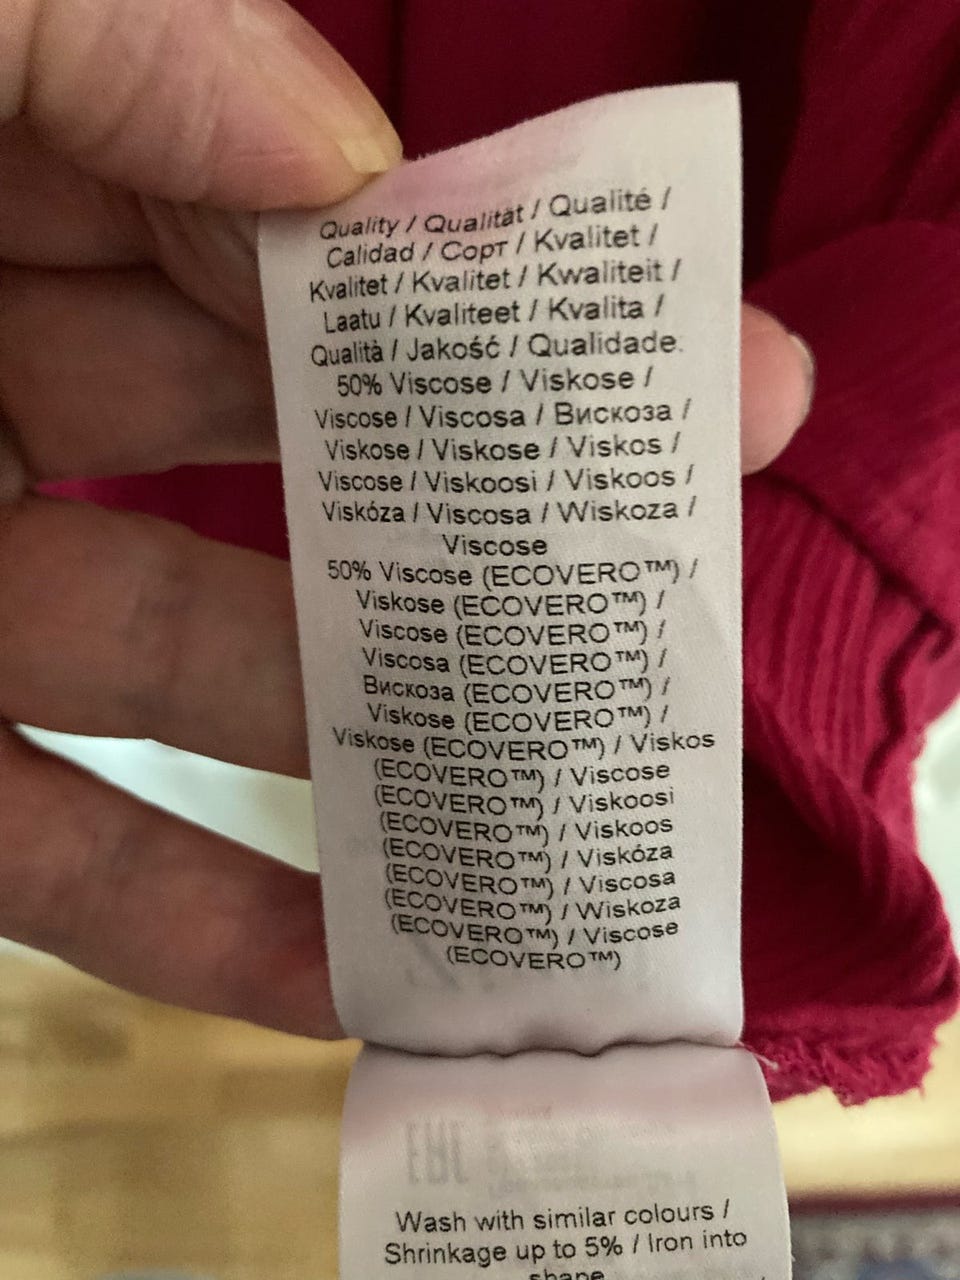 Quality / Qualität / Qualité /
Calidad / Сорт / Kvalitet /
Kvalitet / Kvalitet / Kwaliteit /
Laatu / Kvaliteet / Kvalita /
Qualità / Jakość / Qualidade.
50% Viscose / Viskose /
Viscose / Viscosa / Вискоза /
Viskose / Viskose / Viskos /
Viscose / Viskoosi / Viskoos /
Viskóza / Viscosa / Wiskoza /
Viscose
50% Viscose (ECOVERO™) /
Viskose (ECOVERO™) /
Viscose (ECOVERO™) /
Viscosa (ECOVERO™) /
Вискоза (ECOVERO™) /
Viskose (ECOVERO™) /
Viskose (ECOVERO™) / Viskos
(ECOVERO™) / Viscose
(ECOVERO™) / Viskoosi
(ECOVERO™) / Viskoos
(ECOVERO™) / Viskóza
(ECOVERO™) / Viscosa
(ECOVERO™) / Wiskoza
(ECOVERO™) / Viscose
(ECOVERO™)
Wash with similar colours /
Shrinkage up to 5% / Iron into
shape